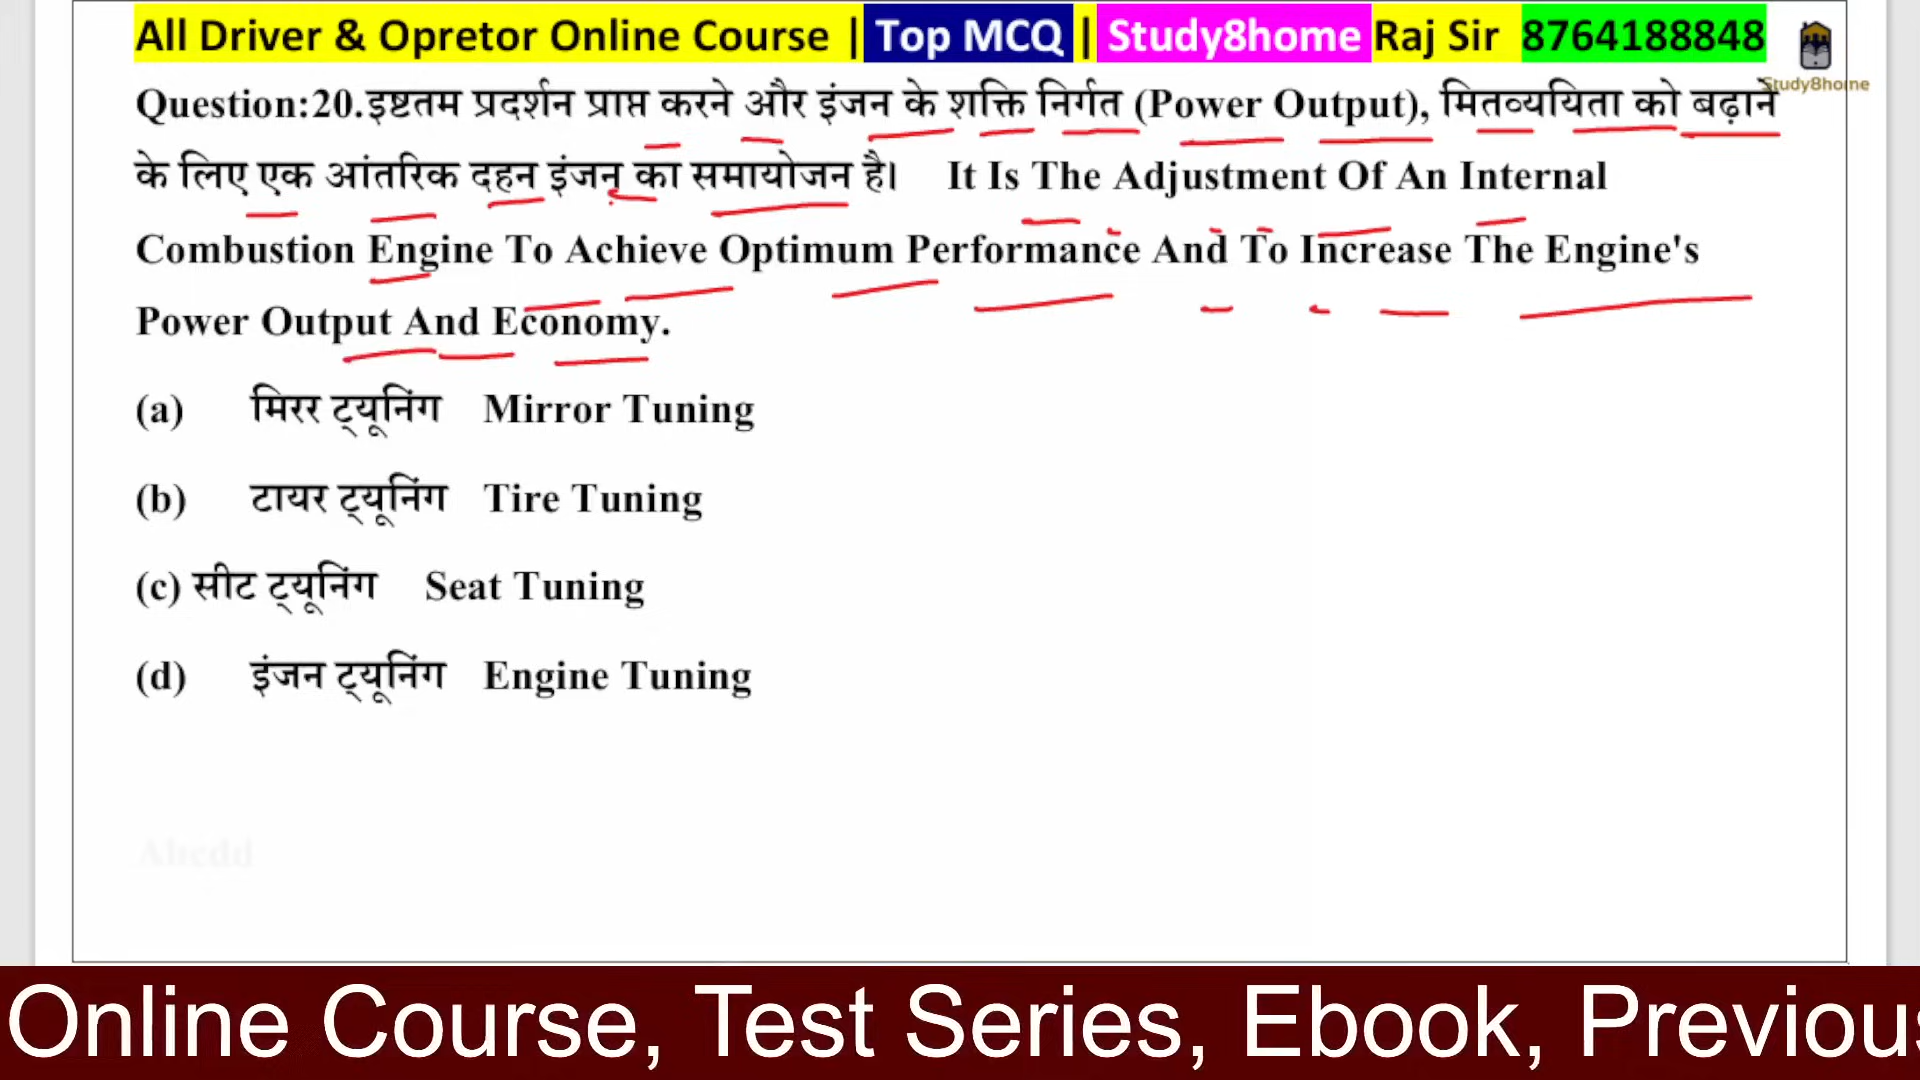 All Driver & Opretor Online Course | Top MCQ | Study8home Raj Sir 8764188848
Study8home
Question:20.इष्टतम प्रदर्शन प्राप्त करने और इंजन के शक्ति निर्गत (Power Output), मितव्ययिता को बढ़ाने
के लिए एक आंतरिक दहन इंजन का समायोजन है। It Is The Adjustment Of An Internal
Combustion Engine To Achieve Optimum Performance And To Increase The Engine's
Power Output And Economy.
(a) मिरर ट्यूनिंग Mirror Tuning
(b) टायर ट्यूनिंग Tire Tuning
(c) सीट ट्यूनिंग Seat Tuning
(d) इंजन ट्यूनिंग Engine Tuning
Online Course, Test Series, Ebook, Previous